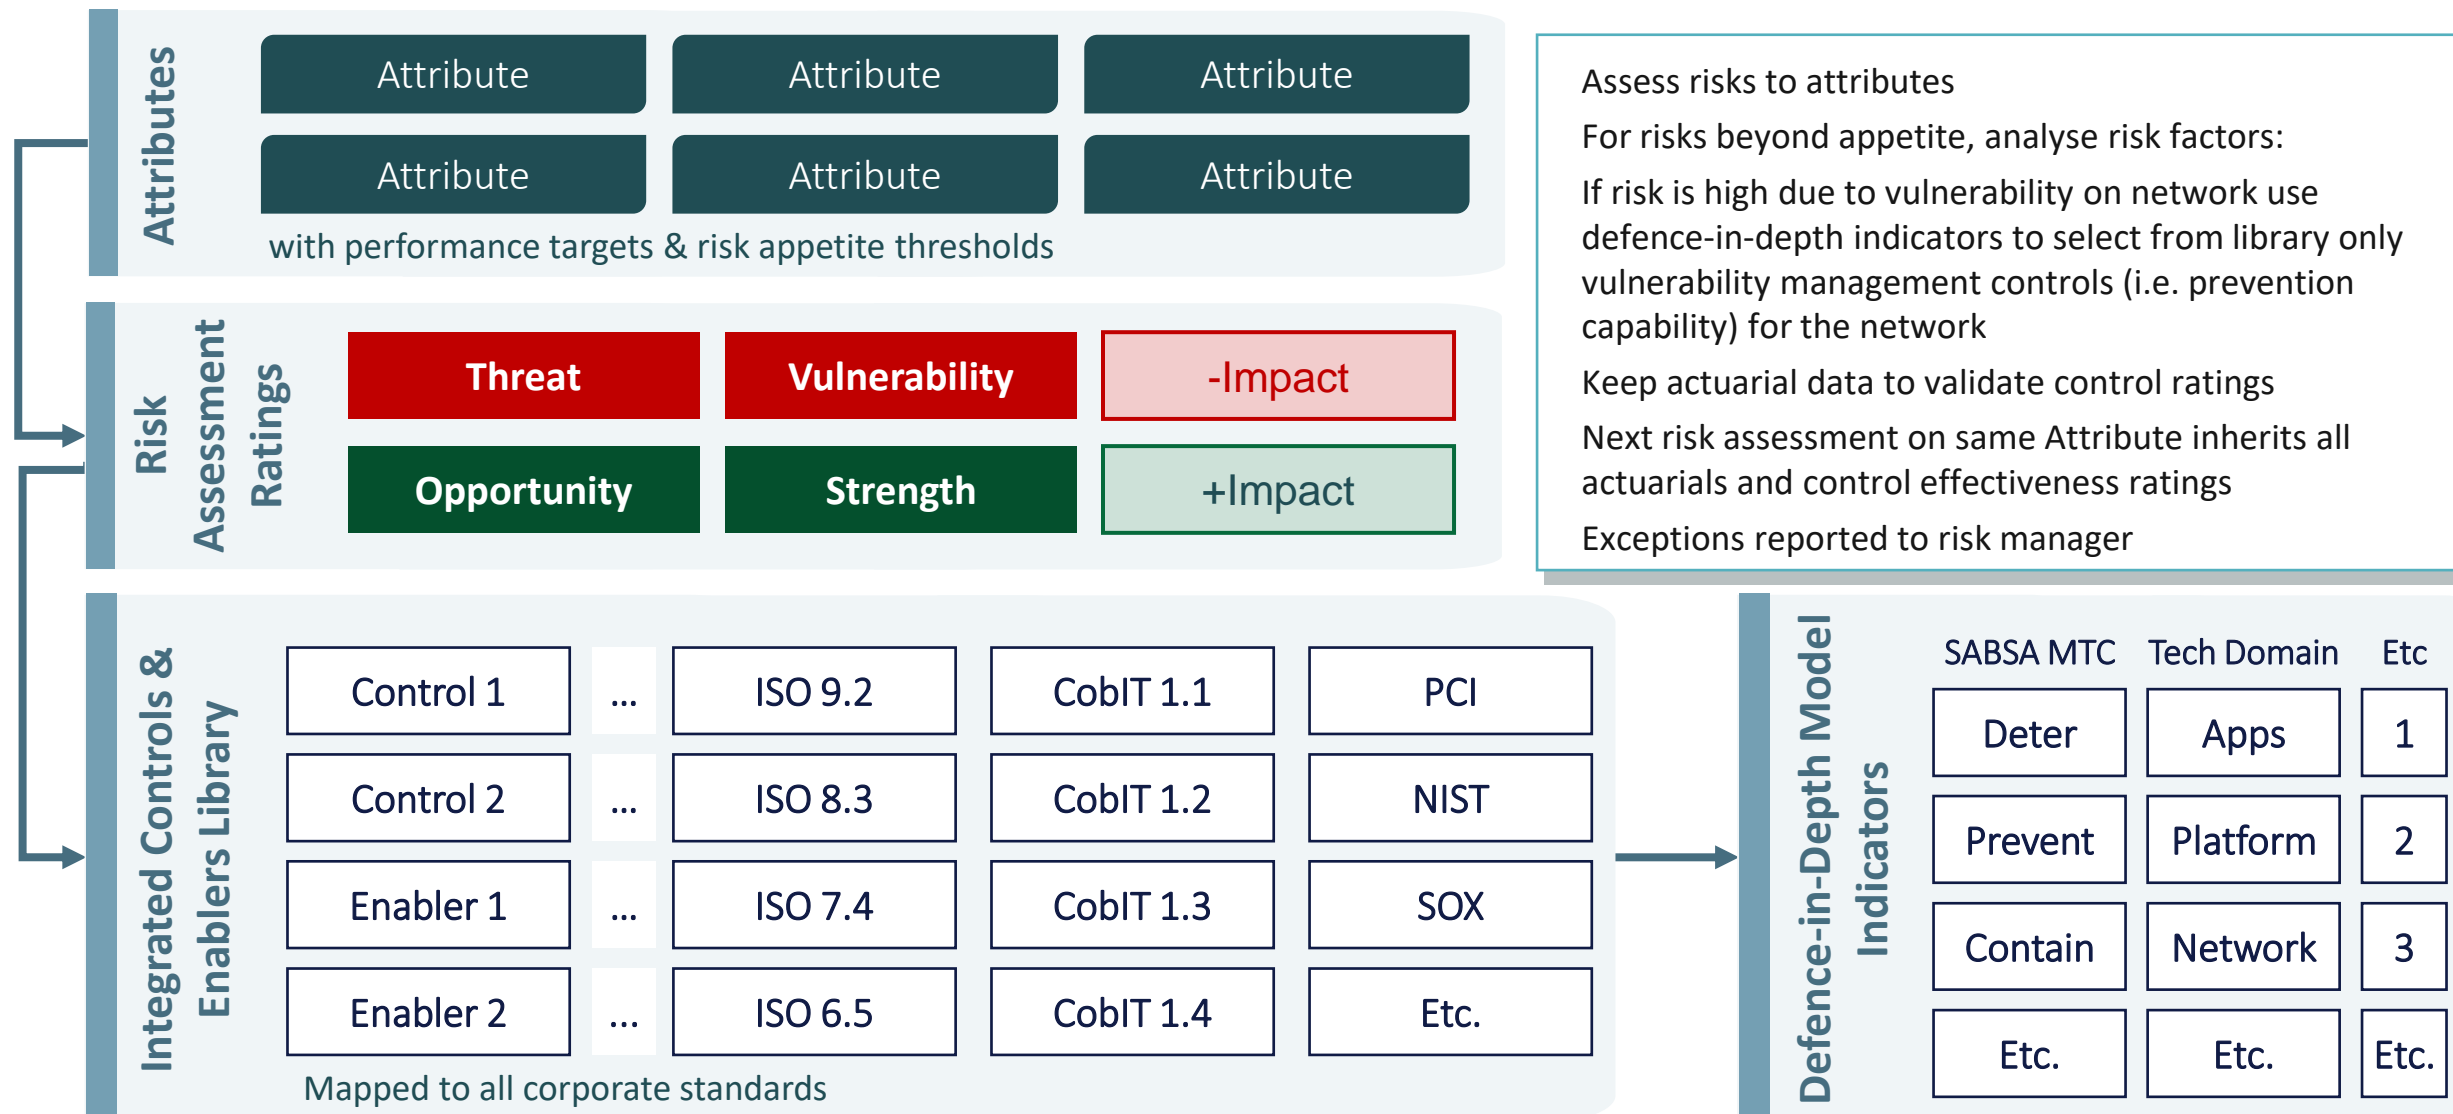 Attributes
Attribute
Attribute
Attribute
Attribute
Attribute
Attribute
with performance targets & risk appetite thresholds
Assess risks to attributes
For risks beyond appetite, analyse risk factors:
If risk is high due to vulnerability on network use
defence-in-depth indicators to select from library only
vulnerability management controls (i.e. prevention
capability) for the network
Keep actuarial data to validate control ratings
Next risk assessment on same Attribute inherits all
actuarials and control effectiveness ratings
Exceptions reported to risk manager
Risk
Assessment
Ratings
Threat
Vulnerability
-Impact
Opportunity
Strength
+Impact
Integrated Controls &
Enablers Library
Control 1
...
ISO 9.2
CobIT 1.1
PCI
Control 2
...
ISO 8.3
CobIT 1.2
NIST
Enabler 1
...
ISO 7.4
CobIT 1.3
SOX
Enabler 2
...
ISO 6.5
CobIT 1.4
Etc.
Mapped to all corporate standards
Defence-in-Depth Model
Indicators
SABSA MTC
Tech Domain
Etc
Deter
Apps
1
Prevent
Platform
2
Contain
Network
3
Etc.
Etc.
Etc.